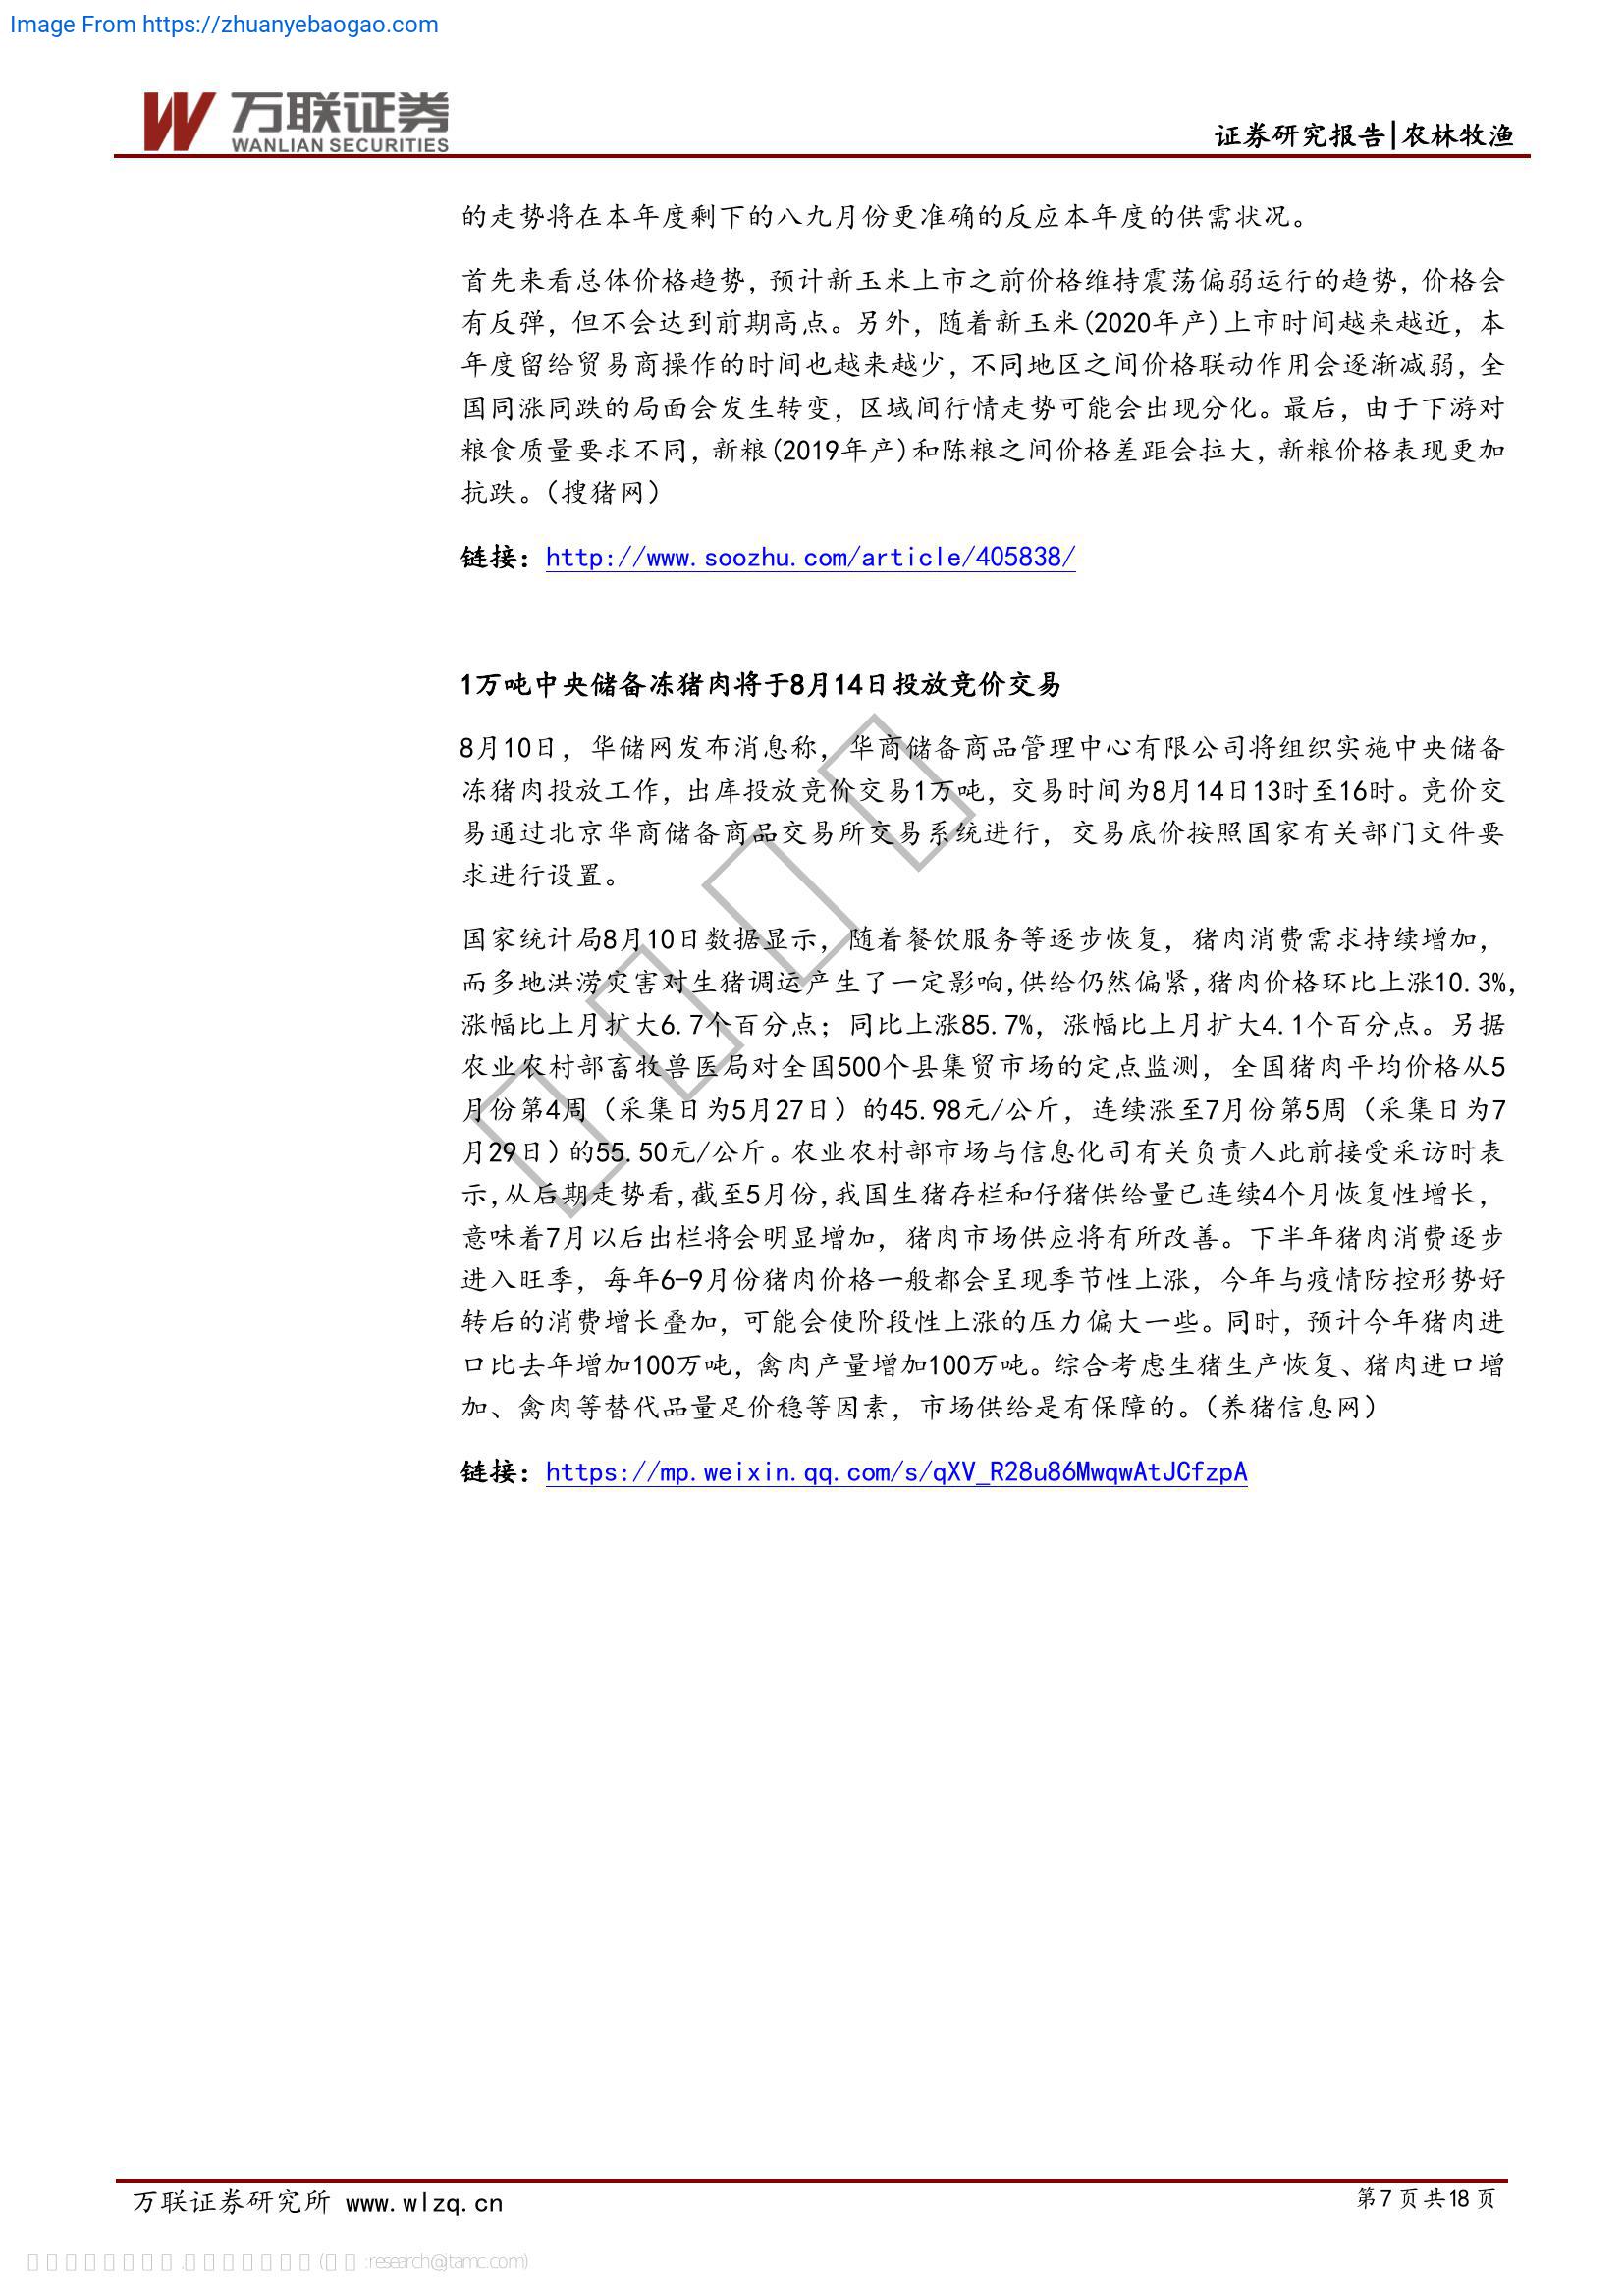 Image From https://zhuanyebaogao.com
万联证券
WANLIAN SECURITIES
证券研究报告|农林牧渔
的走势将在本年度剩下的八九月份更准确的反应本年度的供需状况。
首先来看总体价格趋势，预计新玉米上市之前价格维持震荡偏弱运行的趋势，价格会
有反弹，但不会达到前期高点。另外，随着新玉米(2020年产)上市时间越来越近，本
年度留给贸易商操作的时间也越来越少，不同地区之间价格联动作用会逐渐减弱，全
国同涨同跌的局面会发生转变，区域间行情走势可能会出现分化。最后，由于下游对
粮食质量要求不同，新粮(2019年产)和陈粮之间价格差距会拉大，新粮价格表现更加
抗跌。（搜猪网）
链接：http://www.soozhu.com/article/405838/
1万吨中央储备冻猪肉将于8月14日投放竞价交易
8月10日，华储网发布消息称，华商储备商品管理中心有限公司将组织实施中央储备
冻猪肉投放工作，出库投放竞价交易1万吨，交易时间为8月14日13时至16时。竞价交
易通过北京华商储备商品交易所交易系统进行，交易底价按照国家有关部门文件要
求进行设置。
国家统计局8月10日数据显示，随着餐饮服务等逐步恢复，猪肉消费需求持续增加，
而多地洪涝灾害对生猪调运产生了一定影响,供给仍然偏紧,猪肉价格环比上涨10.3%,
涨幅比上月扩大6.7个百分点；同比上涨85.7%，涨幅比上月扩大4.1个百分点。另据
农业农村部畜牧兽医局对全国500个县集贸市场的定点监测，全国猪肉平均价格从5
月份第4周（采集日为5月27日）的45.98元/公斤，连续涨至7月份第5周（采集日为7
月29日）的55.50元/公斤。农业农村部市场与信息化司有关负责人此前接受采访时表
示,从后期走势看,截至5月份,我国生猪存栏和仔猪供给量已连续4个月恢复性增长，
意味着7月以后出栏将会明显增加，猪肉市场供应将有所改善。下半年猪肉消费逐步
进入旺季，每年6-9月份猪肉价格一般都会呈现季节性上涨，今年与疫情防控形势好
转后的消费增长叠加，可能会使阶段性上涨的压力偏大一些。同时，预计今年猪肉进
口比去年增加100万吨，禽肉产量增加100万吨。综合考虑生猪生产恢复、猪肉进口增
加、禽肉等替代品量足价稳等因素，市场供给是有保障的。（养猪信息网）
链接：https://mp.weixin.qq.com/s/qXV_R28u86MwqwAtJCfzpA
万联证券研究所 www.wlzq.cn
第7页共18页
:research@jtamc.com)